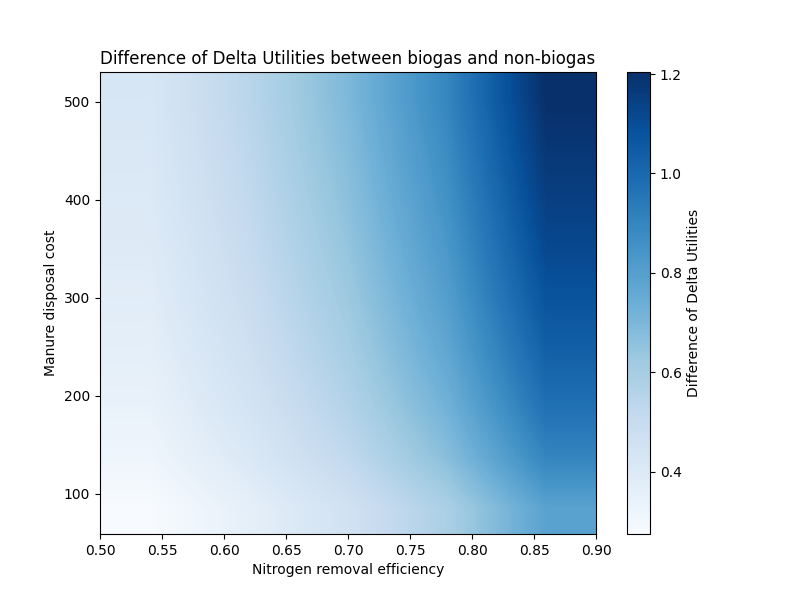 Difference of Delta Utilities between biogas and non-biogas
500
400
300
200
100
Manure disposal cost
0.50 0.55 0.60 0.65 0.70 0.75 0.80 0.85 0.90
Nitrogen removal efficiency
1.2
1.0
0.8
0.6
0.4
Difference of Delta Utilities